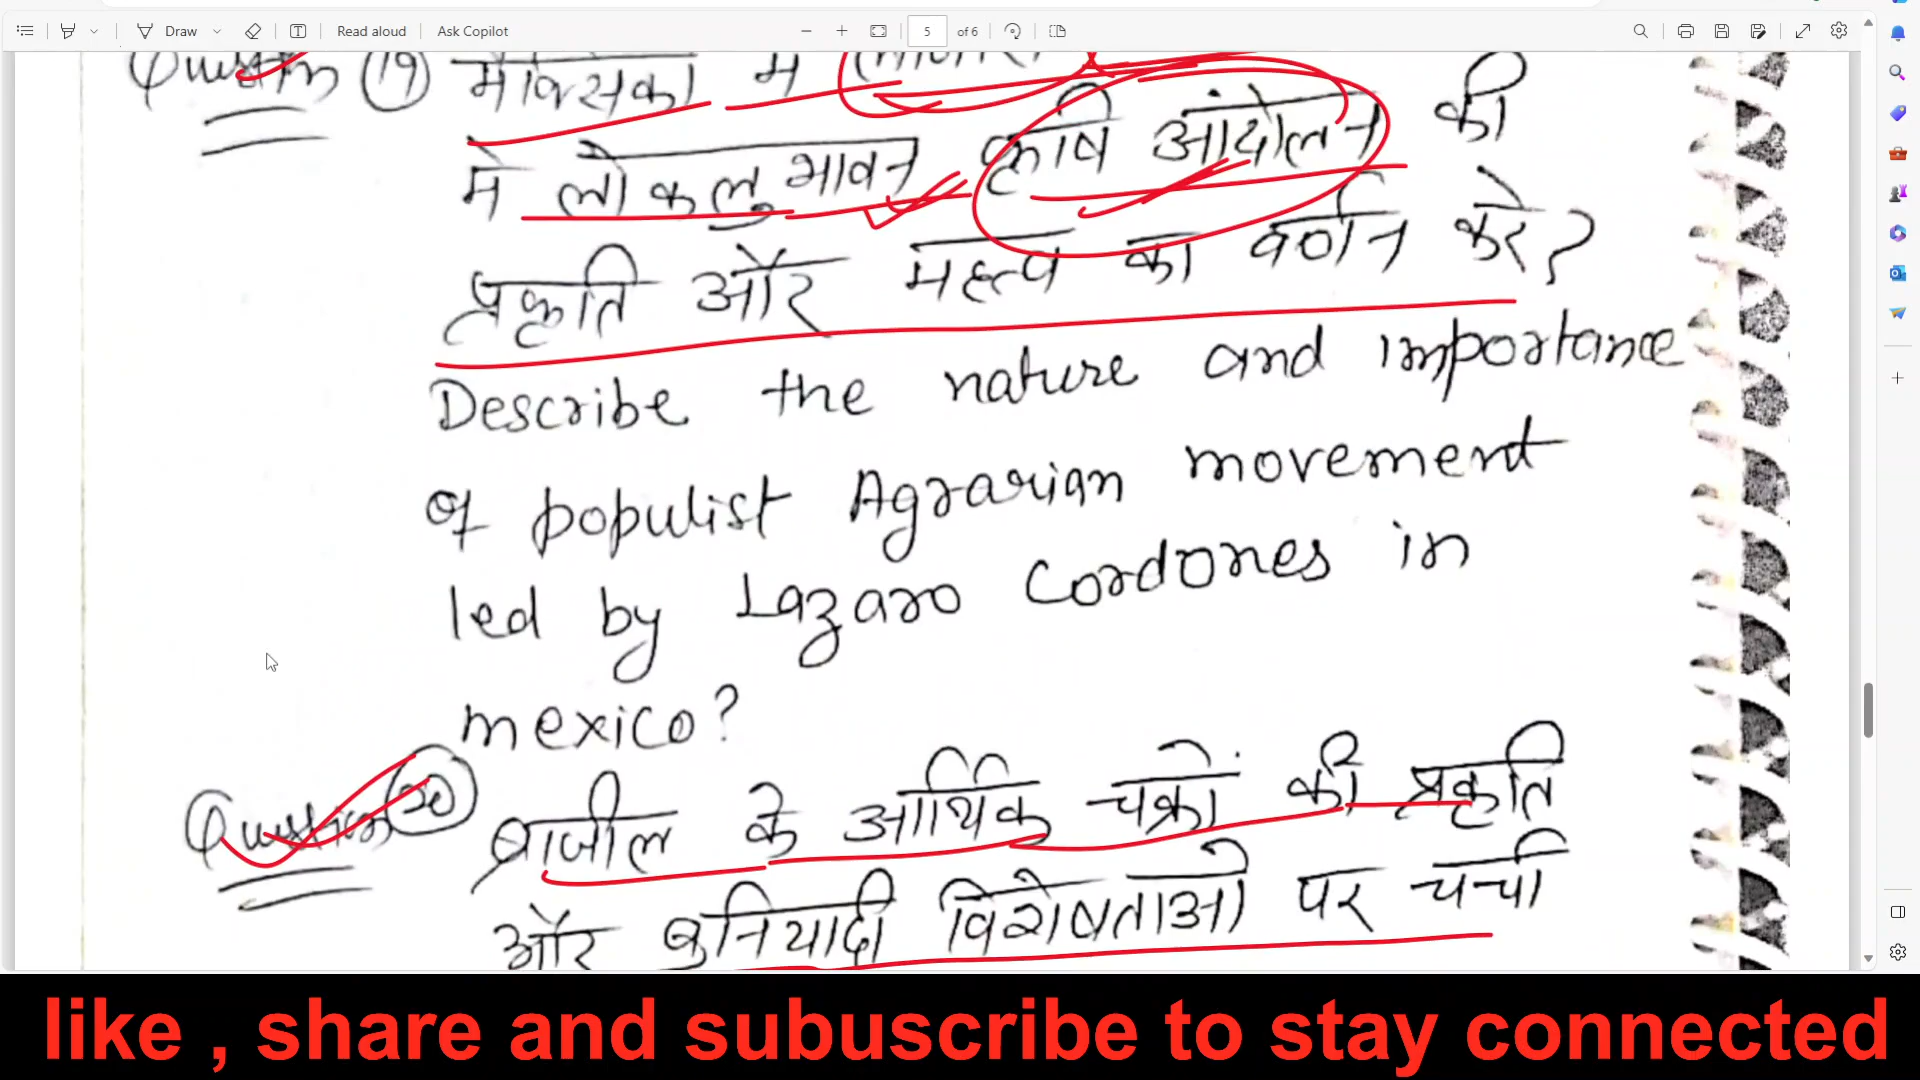 Draw
Read aloud
Ask Copilot
5 of 6
Question 19 मेक्सिको में
में लोकलुभावन कृषि आंदोलन की
प्रकृति और महत्व का वर्णन करे?
Describe the nature and importance
of populist Agrarian movement
led by Lazaro Cordones in
mexico?
Question 20 ब्राजील के आर्थिक चक्रो की प्रकृति
और बुनियादी विशेषताओ पर चर्चा
like , share and subuscribe to stay connected